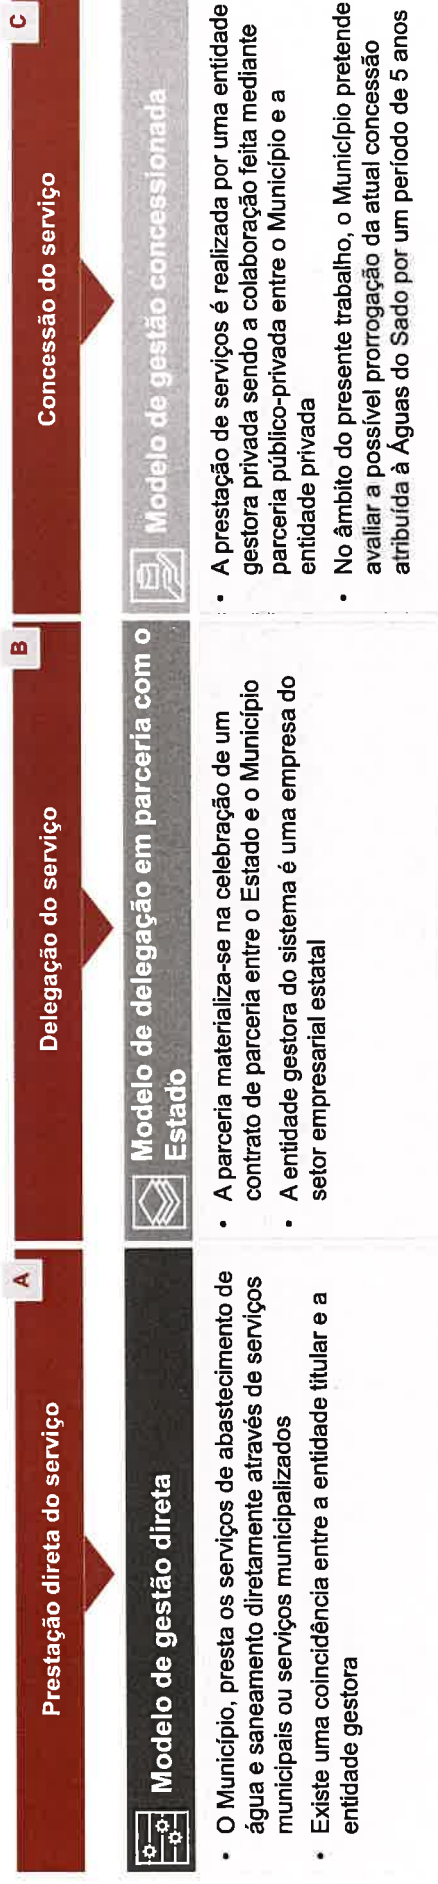 A
Prestação direta do serviço
Modelo de gestão direta
• O Município, presta os serviços de abastecimento de
água e saneamento diretamente através de serviços
municipais ou serviços municipalizados
• Existe uma coincidência entre a entidade titular e a
entidade gestora
B
Delegação do serviço
Modelo de delegação em parceria com o
Estado
• A parceria materializa-se na celebração de um
contrato de parceria entre o Estado e o Município
• A entidade gestora do sistema é uma empresa do
setor empresarial estatal
C
Concessão do serviço
Modelo de gestão concessionada
• A prestação de serviços é realizada por uma entidade
gestora privada sendo a colaboração feita mediante
parceria público-privada entre o Município e a
entidade privada
• No âmbito do presente trabalho, o Município pretende
avaliar a possível prorrogação da atual concessão
atribuída à Águas do Sado por um período de 5 anos